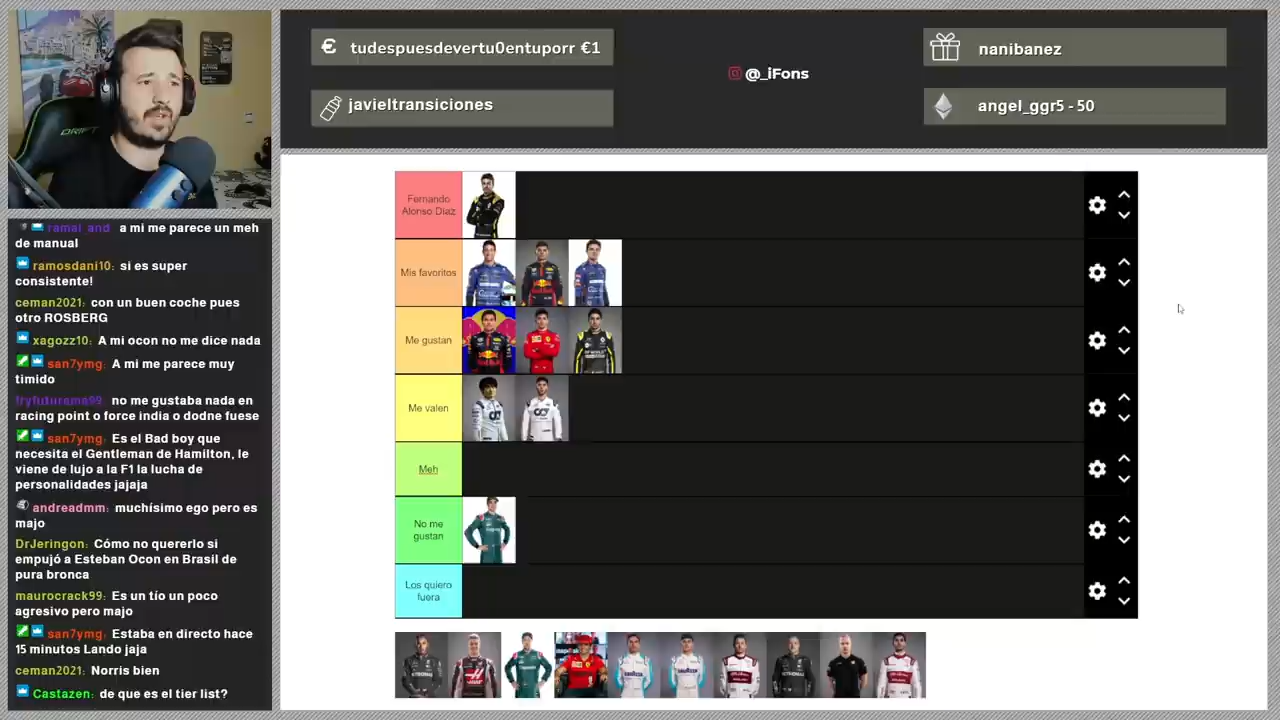 tudespuesdevertu0entuporr €1
javieltransiciones
@_iFons
nanibanez
angel_ggr5 - 50
DRIFT
ramal_and a mi me parece un meh
de manual
ramosdani10: si es super
consistente!
ceman2021: con un buen coche pues
otro ROSBERG
xagozz10: A mi ocon no me dice nada
san7ymg: A mi me parece muy
timido
fryfuturama99: no me gustaba nada en
racing point o force india o dodne fuese
san7ymg: Es el Bad boy que
necesita el Gentleman de Hamilton, le
viene de lujo a la F1 la lucha de
personalidades jajaja
andreadmm: muchísimo ego pero es
majo
DrJeringon: Cómo no quererlo si
empujó a Esteban Ocon en Brasil de
pura bronca
maurocrack99: Es un tío un poco
agresivo pero majo
san7ymg: Estaba en directo hace
15 minutos Lando jaja
ceman2021: Norris bien
Castazen: de que es el tier list?
Fernando
Alonso Diaz
Mis favoritos
Me gustan
Me valen
Meh
No me
gustan
Los quiero
fuera